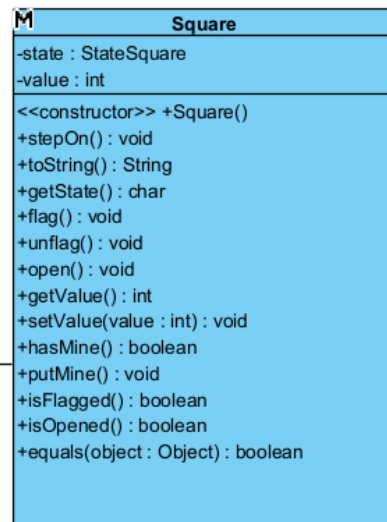 M
Square
-state : StateSquare
-value : int
<<constructor>> +Square()
+stepOn() : void
+toString() : String
+getState() : char
+flag() : void
+unflag() : void
+open() : void
+getValue() : int
+setValue(value : int) : void
+hasMine() : boolean
+putMine() : void
+isFlagged() : boolean
+isOpened() : boolean
+equals(object : Object) : boolean